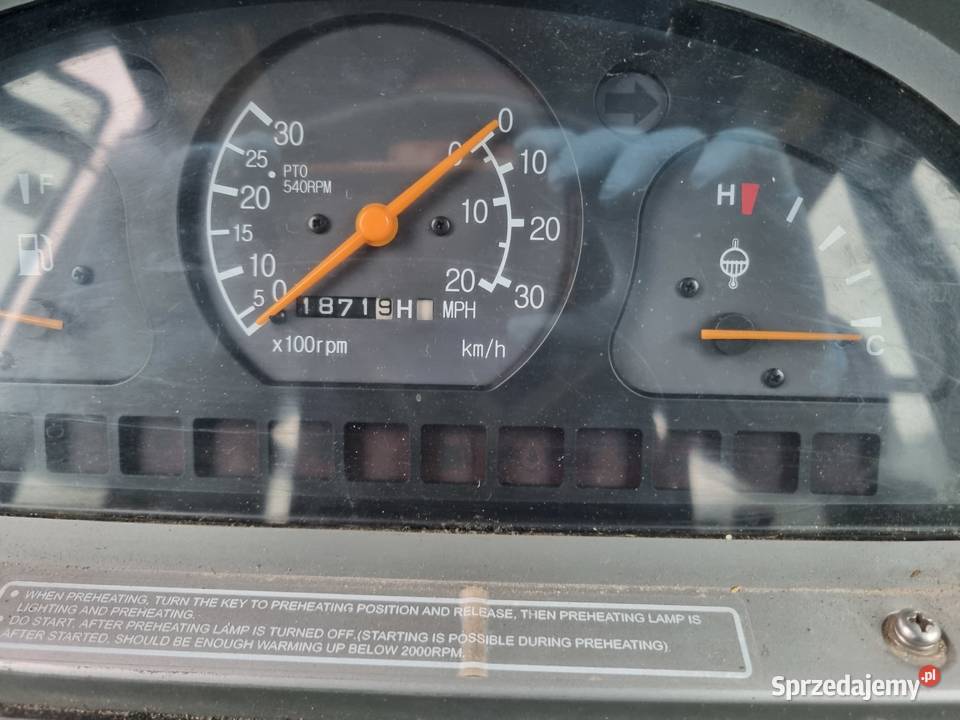 F
30
25
PTO
540RPM
20
15
10
5
0
0
0
10
10
20
20
30
18719H
MPH
x100rpm
km/h
H
C
• WHEN PREHEATING, TURN THE KEY TO PREHEATING POSITION AND RELEASE, THEN PREHEATING LAMP IS
LIGHTING AND PREHEATING.
• DO START, AFTER PREHEATING LAMP IS TURNED OFF.(STARTING IS POSSIBLE DURING PREHEATING)
AFTER STARTED, SHOULD BE ENOUGH WARMING UP BELOW 2000RPM.
Sprzedajemy.pl